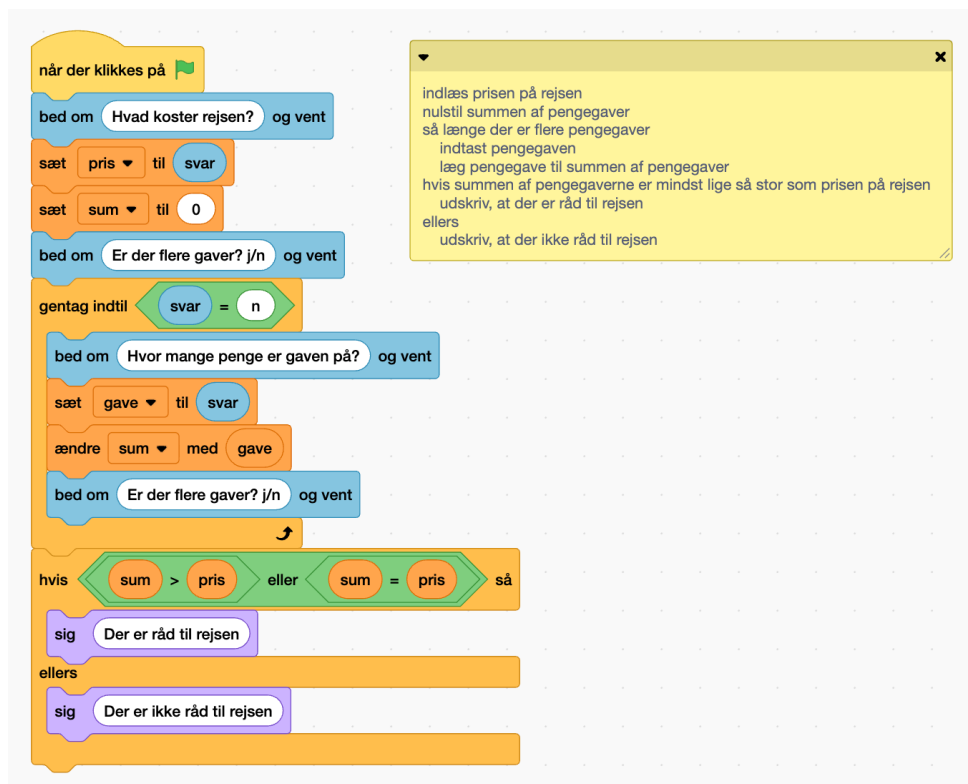 når der klikkes på
bed om Hvad koster rejsen? og vent
sæt pris til svar
sæt sum til 0
bed om Er der flere gaver? j/n og vent
gentag indtil svar = n
bed om Hvor mange penge er gaven på? og vent
sæt gave til svar
ændre sum med gave
bed om Er der flere gaver? j/n og vent
hvis sum > pris eller sum = pris så
sig Der er råd til rejsen
ellers
sig Der er ikke råd til rejsen
indlæs prisen på rejsen
nulstil summen af pengegaver
så længe der er flere pengegaver
indtast pengegaven
læg pengegave til summen af pengegaver
hvis summen af pengegaverne er mindst lige så stor som prisen på rejsen
udskriv, at der er råd til rejsen
ellers
udskriv, at der ikke råd til rejsen